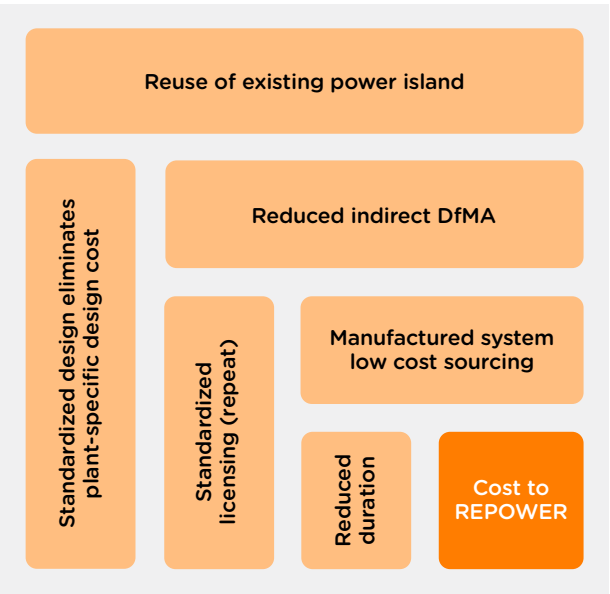 Reuse of existing power island
Standardized design eliminates
plant-specific design cost
Reduced indirect DfMA
Standardized
licensing (repeat)
Manufactured system
low cost sourcing
Reduced
duration
Cost to
REPOWER